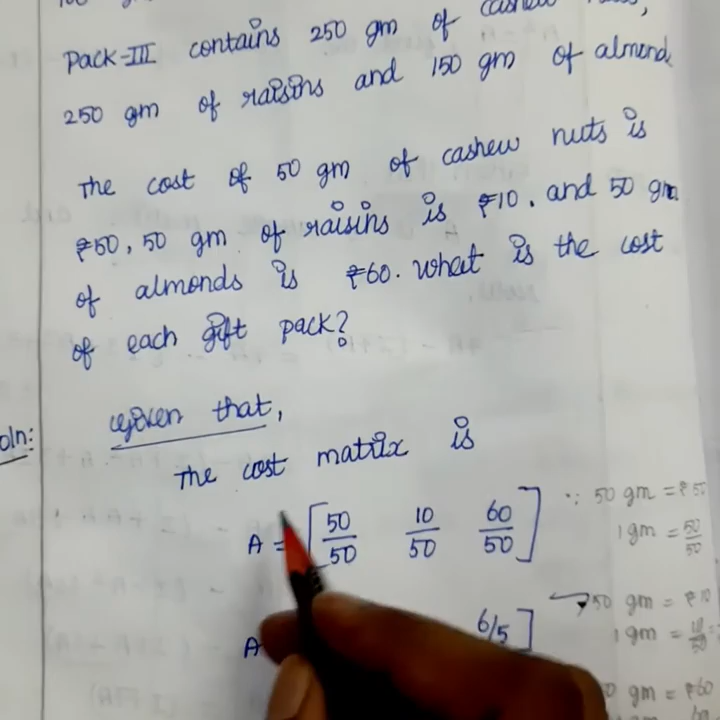 Pack-III contains 250 gm of cashew
250 gm of raisins and 150 gm of almond
The cost of 50 gm of cashew nuts is
₹50, 50 gm of raisins is ₹10. and 50 gm
of almonds is ₹60. what is the cost
of each gift pack?
oln: Given that,
The cost matrix is
A = [50/50 10/50 60/50] ∵ 50 gm = ₹50
1 gm = 50/50
50 gm = ₹10
A 6/5] 1 gm = 10/50
gm = ₹60